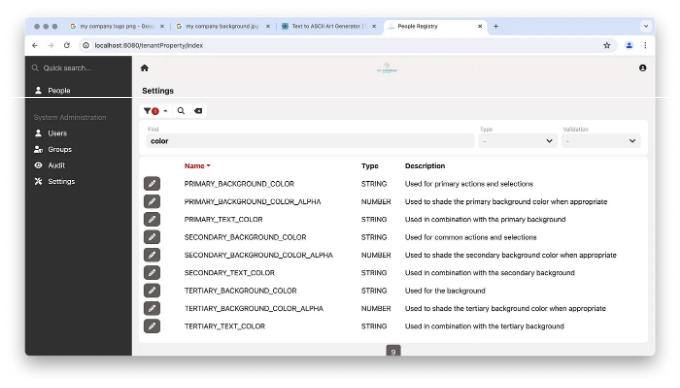 my company logo png - Goo
my company background jpg
Text to ASCII Art Generator
People Registry
localhost:8080/tenantProperty/index
Quick search...
People
Settings
System Administration
Users
Groups
Audit
Settings
Find
color
Type
-
Validation
-
Name
Type
Description
PRIMARY_BACKGROUND_COLOR STRING Used for primary actions and selections
PRIMARY_BACKGROUND_COLOR_ALPHA NUMBER Used to shade the primary background color when appropriate
PRIMARY_TEXT_COLOR STRING Used in combination with the primary background
SECONDARY_BACKGROUND_COLOR STRING Used for common actions and selections
SECONDARY_BACKGROUND_COLOR_ALPHA NUMBER Used to shade the secondary background color when appropriate
SECONDARY_TEXT_COLOR STRING Used in combination with the secondary background
TERTIARY_BACKGROUND_COLOR STRING Used for the background
TERTIARY_BACKGROUND_COLOR_ALPHA NUMBER Used to shade the tertiary background color when appropriate
TERTIARY_TEXT_COLOR STRING Used in combination with the tertiary background
9